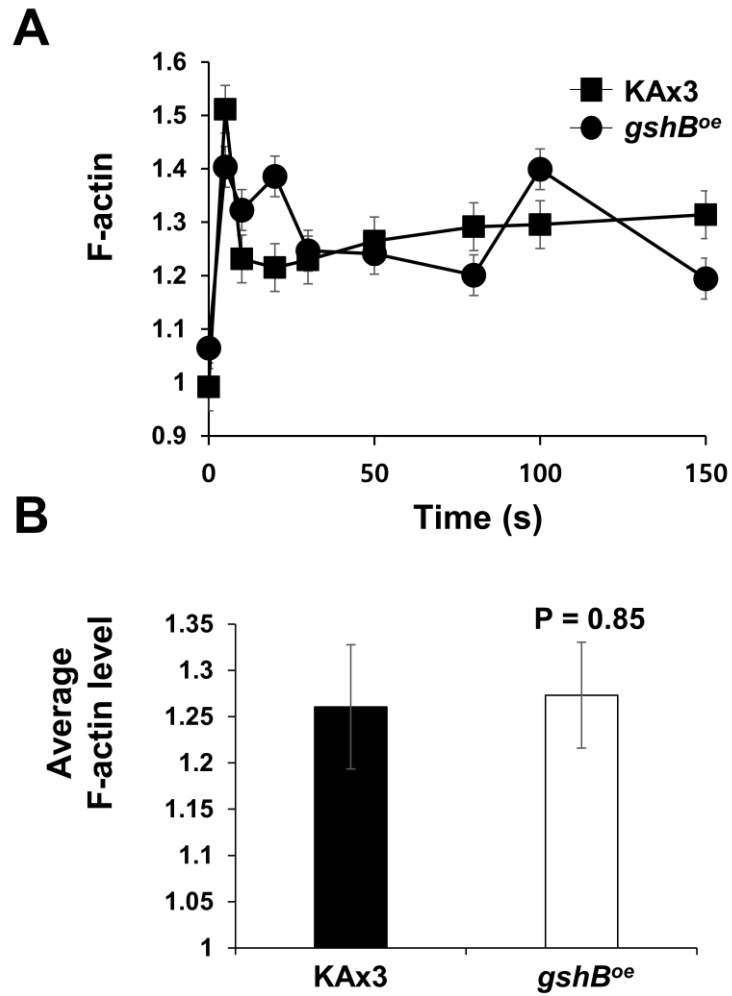 A
1.6
1.5
1.4
1.3
1.2
1.1
1
0.9
F-actin
KAx3
gshBoe
0 50 100 150
Time (s)
B
Average
F-actin level
1.35
1.3
1.25
1.2
1.15
1.1
1.05
1
P = 0.85
KAx3 gshBoe